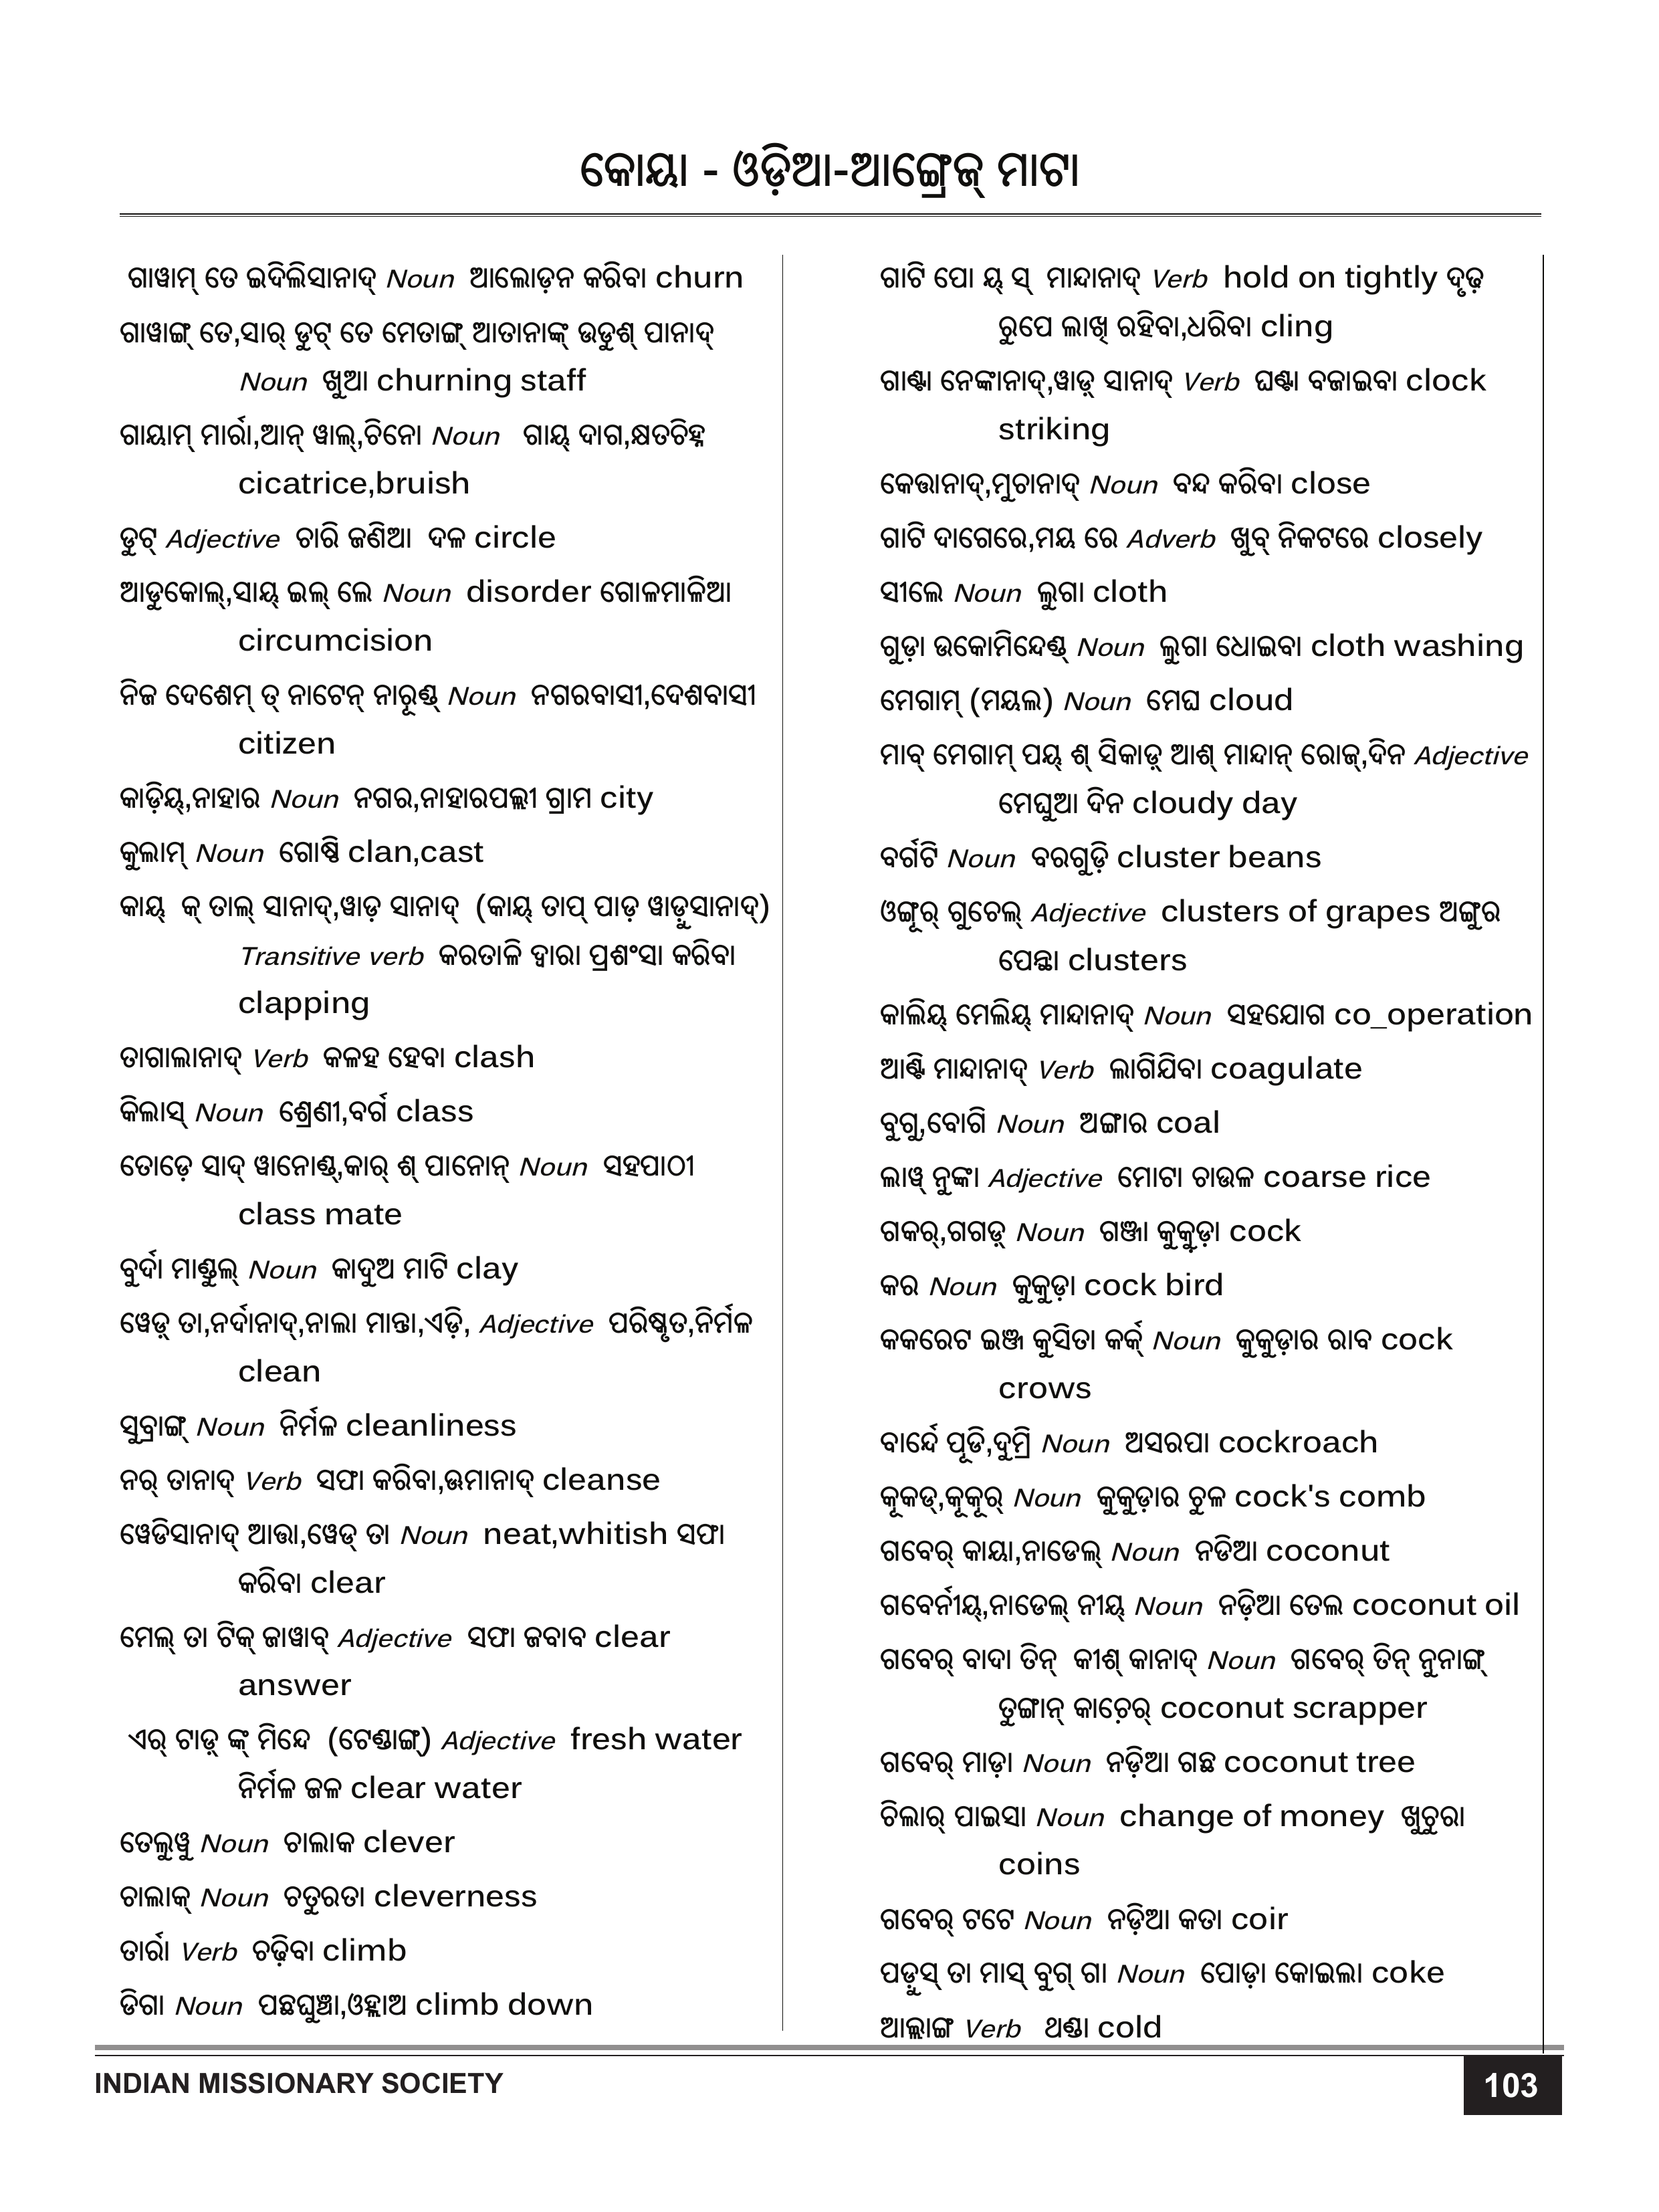 କୋୟା - ଓଡ଼ିଆ-ଆଙ୍ଗ୍ରେଜ୍ ମାଟା
ଗାୱାମ୍ ତେ ଇଦିଲିସାନାଦ୍ Noun ଆଲୋଡ଼ନ କରିବା churn
ଗାୱାଙ୍ଗ୍ ତେ,ସାର୍ ତୁଟ୍ ତେ ମେତାଙ୍ଗ୍ ଆତାନାଙ୍କ୍ ଉଡୁଶ୍ ପାନାଦ୍
Noun ଖୁଆ churning staff
ଗାୟାମ୍ ମାର୍ରା,ଆନ୍ ୱାଲ୍,ଚିନୋ Noun ଗାୟ୍ ଦାଗ,କ୍ଷତଚିହ୍ନ
cicatrice,bruish
ତୁଟ୍ Adjective ଚାରି ଜଣିଆ ଦଳ circle
ଆଡୁକୋଲ୍,ସାୟ୍ ଇଲ୍ ଲେ Noun disorder ଗୋଳମାଳିଆ
circumcision
ନିଜ ଦେଶେମ୍ ତ୍ ନାଟେନ୍ ନାରୂଣ୍ଡ୍ Noun ନଗରବାସୀ,ଦେଶବାସୀ
citizen
କାଡ଼ିୟ୍,ନାହାର Noun ନଗର,ନାହାରପଲ୍ଲୀ ଗ୍ରାମ city
କୁଲାମ୍ Noun ଗୋଷ୍ଠି clan,cast
କାୟ୍ କ୍ ତାଲ୍ ସାନାଦ୍,ୱାଡ଼ ସାନାଦ୍ (କାୟ୍ ତାପ୍ ପାଡ଼ ୱାଡ଼ୁସାନାଦ୍)
Transitive verb କରତାଳି ଦ୍ୱାରା ପ୍ରଶଂସା କରିବା
clapping
ତାଗାଲାନାଦ୍ Verb କଳହ ହେବା clash
କିଲାସ୍ Noun ଶ୍ରେଣୀ,ବର୍ଗ class
ତୋଡ଼େ ସାଦ୍ ୱାନୋଣ୍ଡ୍,କାର୍ ଶ୍ ପାନୋନ୍ Noun ସହପାଠୀ
class mate
ବୁର୍ଦା ମାଣ୍ଡୁଲ୍ Noun କାଦୁଅ ମାଟି clay
ୱେଡ଼୍ ତା,ନର୍ଦାନାଦ୍,ନାଲା ମାନ୍ତା,ଏଡ଼ି, Adjective ପରିଷ୍କୃତ,ନିର୍ମଳ
clean
ସୁବ୍ରାଙ୍ଗ୍ Noun ନିର୍ମଳ cleanliness
ନର୍ ତାନାଦ୍ Verb ସଫା କରିବା,ଊମାନାଦ୍ cleanse
ୱେଡିସାନାଦ୍ ଆତ୍ତା,ୱେଡ୍ ତା Noun neat,whitish ସଫା
କରିବା clear
ମେଲ୍ ତା ଟିକ୍ ଜାୱାବ୍ Adjective ସଫା ଜବାବ clear
answer
ଏର୍ ଟାଡ଼୍ ଙ୍କ୍ ମିନ୍ଦେ (ଟେଣ୍ଡାଙ୍ଗ୍) Adjective fresh water
ନିର୍ମଳ ଜଳ clear water
ତେଲୁୱୁ Noun ଚାଲାକ clever
ଚାଲାକ୍ Noun ଚତୁରତା cleverness
ତାର୍ରା Verb ଚଢ଼ିବା climb
ଡିଗା Noun ପଛଘୁଞ୍ଚା,ଓହ୍ଲାଅ climb down
ଗାଟି ପୋ ୟ୍ ସ୍ ମାନ୍ଦାନାଦ୍ Verb hold on tightly ଦୃଢ଼
ରୁପେ ଲାଖି ରହିବା,ଧରିବା cling
ଗାଣ୍ଟା ନେଙ୍କାନାଦ୍,ୱାଡ଼୍ ସାନାଦ୍ Verb ଘଣ୍ଟା ବଜାଇବା clock
striking
କେତ୍ତାନାଦ୍,ମୁଚାନାଦ୍ Noun ବନ୍ଦ କରିବା close
ଗାଟି ଦାଗେରେ,ମୟ ରେ Adverb ଖୁବ୍ ନିକଟରେ closely
ସୀଲେ Noun ଲୁଗା cloth
ଗୁଡ଼ା ଉକୋମିନ୍ଦେଣ୍ଡ୍ Noun ଲୁଗା ଧୋଇବା cloth washing
ମେଗାମ୍ (ମୟଲ) Noun ମେଘ cloud
ମାବ୍ ମେଗାମ୍ ପୟ୍ ଶ୍ ସିକାଡ଼୍ ଆଶ୍ ମାନ୍ଦାନ୍ ରୋଜ୍,ଦିନ Adjective
ମେଘୁଆ ଦିନ cloudy day
ବର୍ଗଟି Noun ବରଗୁଡ଼ି cluster beans
ଓଙ୍ଗୂର୍ ଗୁଚେଲ୍ Adjective clusters of grapes ଅଙ୍ଗୁର
ପେନ୍ଥା clusters
କାଲିୟ୍ ମେଲିୟ୍ ମାନ୍ଦାନାଦ୍ Noun ସହଯୋଗ co_operation
ଆଣ୍ଟି ମାନ୍ଦାନାଦ୍ Verb ଲାଗିଯିବା coagulate
ବୁଗୁ,ବୋଗି Noun ଅଙ୍ଗାର coal
ଲାୱ୍ ନୁଙ୍କା Adjective ମୋଟା ଚାଉଳ coarse rice
ଗକର୍,ଗଗଡ଼୍ Noun ଗଞ୍ଜା କୁକୁଡ଼ା cock
କର Noun କୁକୁଡ଼ା cock bird
କକରେଟ ଇଞ୍ଜ କୁସିତା କର୍କ୍ Noun କୁକୁଡ଼ାର ରାବ cock
crows
ବାର୍ନ୍ଦେ ପୂଡି,ଦୁମ୍ରି Noun ଅସରପା cockroach
କୂକଡ୍,କୂକୂର୍ Noun କୁକୁଡ଼ାର ଚୁଳ cock's comb
ଗବେର୍ କାୟା,ନାଡେଲ୍ Noun ନଡିଆ coconut
ଗବେର୍ନୀୟ୍,ନାଡେଲ୍ ନୀୟ୍ Noun ନଡ଼ିଆ ତେଲ coconut oil
ଗବେର୍ ବାଦା ତିନ୍ କୀଶ୍ କାନାଦ୍ Noun ଗବେର୍ ତିନ୍ ନୁନାଙ୍ଗ୍
ତୁଙ୍ଗାନ୍ କାଚେ଼ର୍ coconut scrapper
ଗବେର୍ ମାଡ଼ା Noun ନଡ଼ିଆ ଗଛ coconut tree
ଚିଲାର୍ ପାଇସା Noun change of money ଖୁଚୁରା
coins
ଗବେର୍ ଟଟେ Noun ନଡ଼ିଆ କତା coir
ପଡ଼ୁସ୍ ତା ମାସ୍ ବୁଗ୍ ଗା Noun ପୋଡ଼ା କୋଇଲା coke
ଆଲ୍ଲାଙ୍ଗ Verb ଥଣ୍ଡା cold
INDIAN MISSIONARY SOCIETY
103